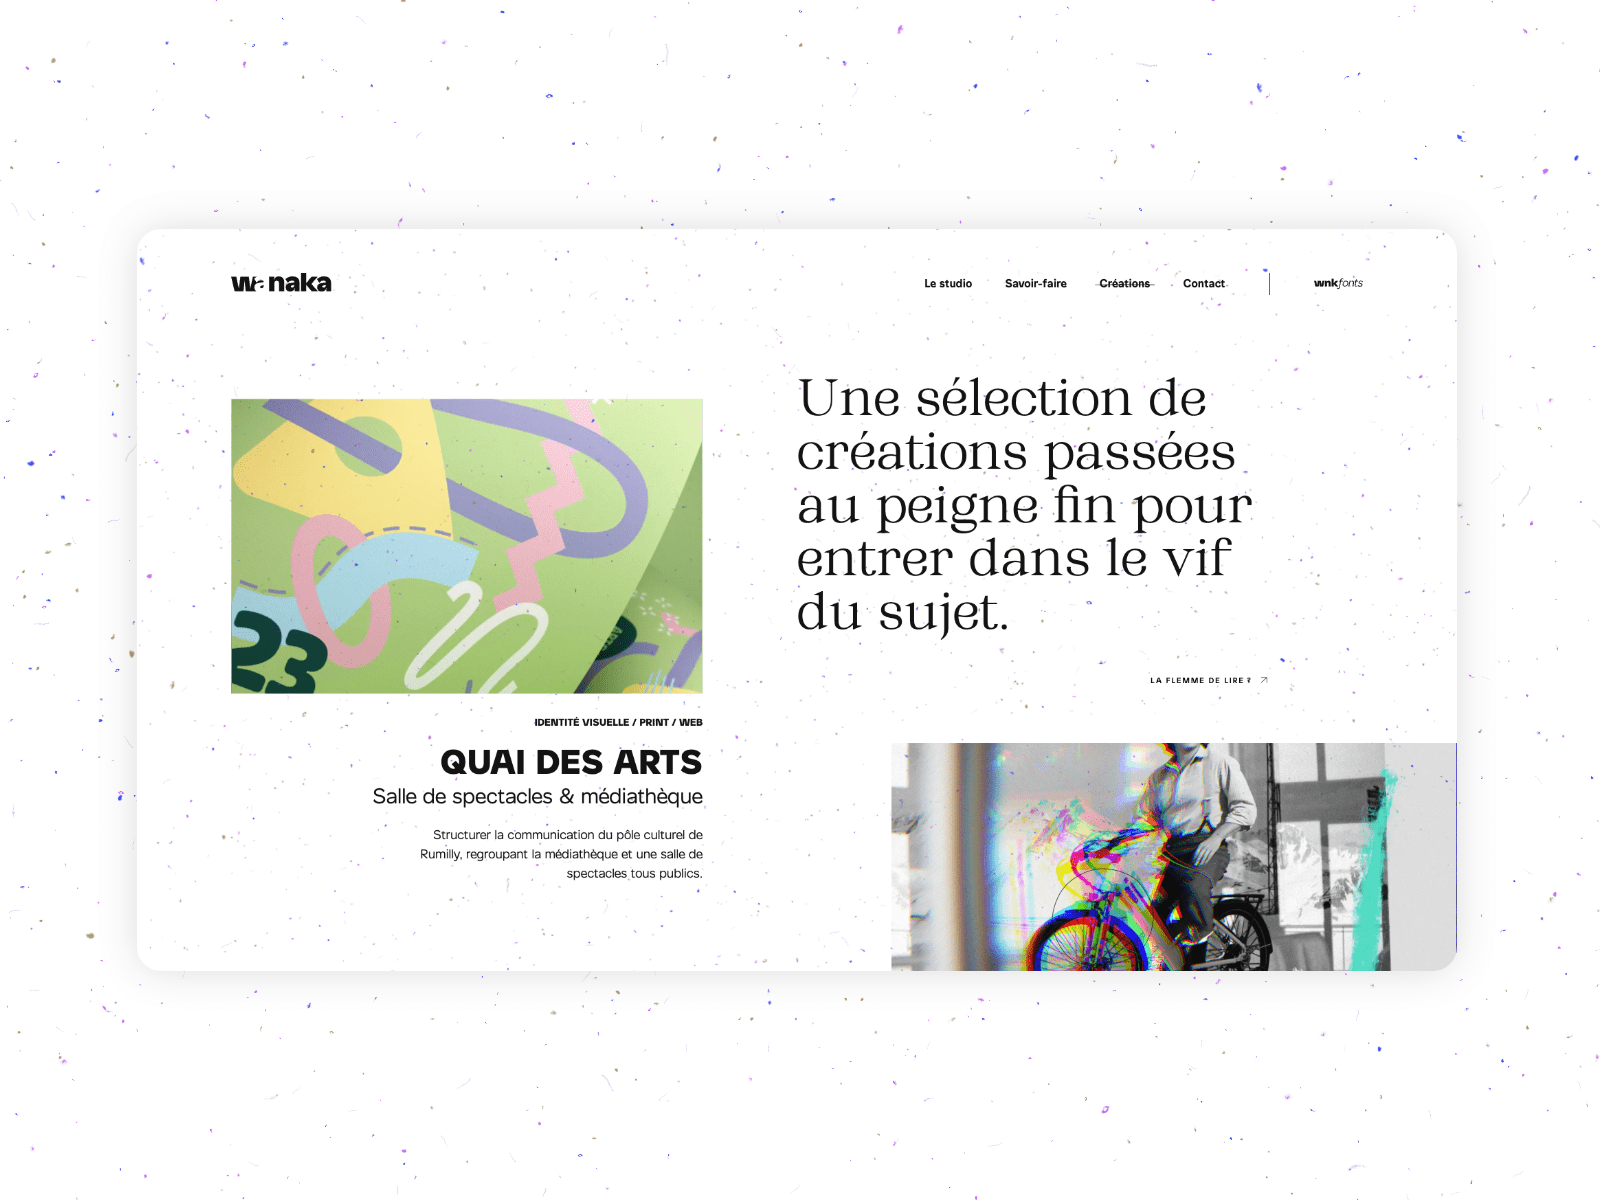 wanaka
Le studio Savoir-faire Créations Contact wnkfonts
Une sélection de
créations passées
au peigne fin pour
entrer dans le vif
du sujet.
LA FLEMME DE LIRE ?
23
IDENTITÉ VISUELLE / PRINT / WEB
QUAI DES ARTS
Salle de spectacles & médiathèque
Structurer la communication du pôle culturel de
Rumilly, regroupant la médiathèque et une salle de
spectacles tous publics.